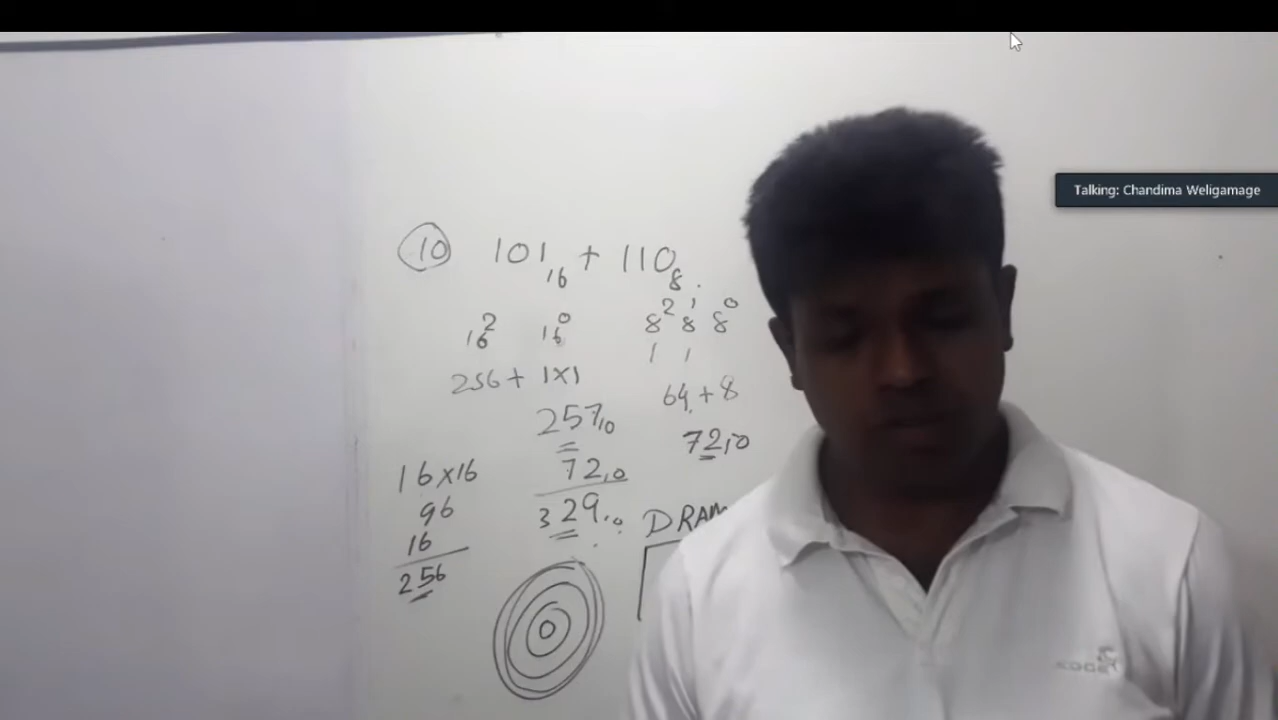 Talking: Chandima Weligamage
10 101₁₆ + 110₈
16² 16⁰ 8² 8¹ 8⁰
1 1
256 + 1×1 64 + 8
257₁₀ 72₁₀
16×16 72₁₀
96 329₁₀ DRAM
16
256